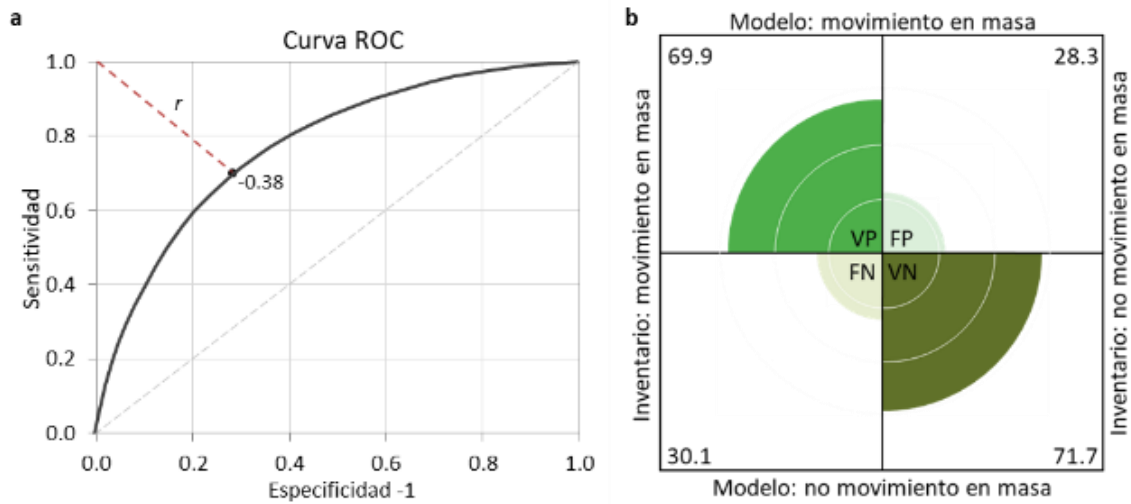 a
Curva ROC
1.0
0.8
0.6
0.4
0.2
0.0
Sensitividad
r
-0.38
0.0
0.2
0.4
0.6
0.8
1.0
Especificidad -1
b
Modelo: movimiento en masa
69.9
28.3
Inventario: movimiento en masa
VP
FP
FN
VN
Inventario: no movimiento en masa
30.1
71.7
Modelo: no movimiento en masa